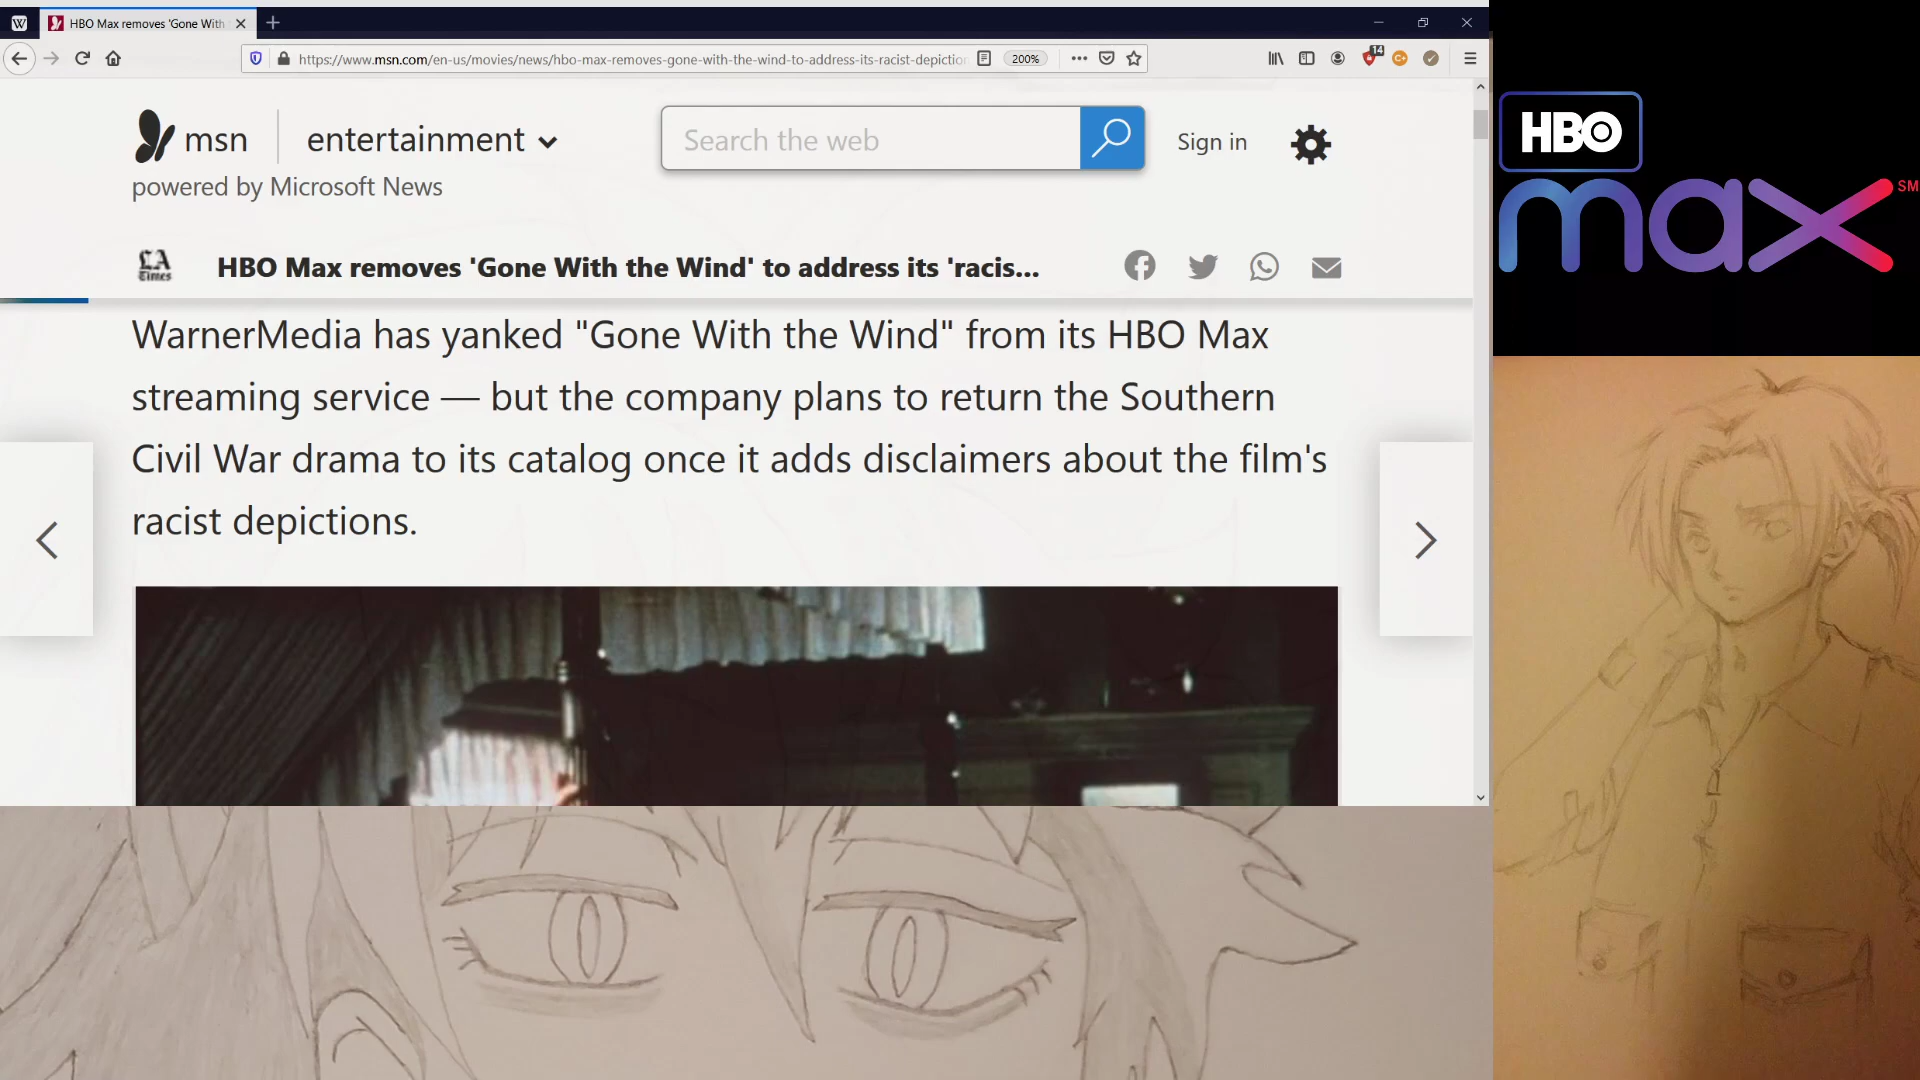 HBO Max removes 'Gone With
https://www.msn.com/en-us/movies/news/hbo-max-removes-gone-with-the-wind-to-address-its-racist-depictio
200%
14
msn
entertainment
Search the web
Sign in
powered by Microsoft News
LA Times
HBO Max removes 'Gone With the Wind' to address its 'racis...
WarnerMedia has yanked "Gone With the Wind" from its HBO Max
streaming service — but the company plans to return the Southern
Civil War drama to its catalog once it adds disclaimers about the film's
racist depictions.
HBO
max SM